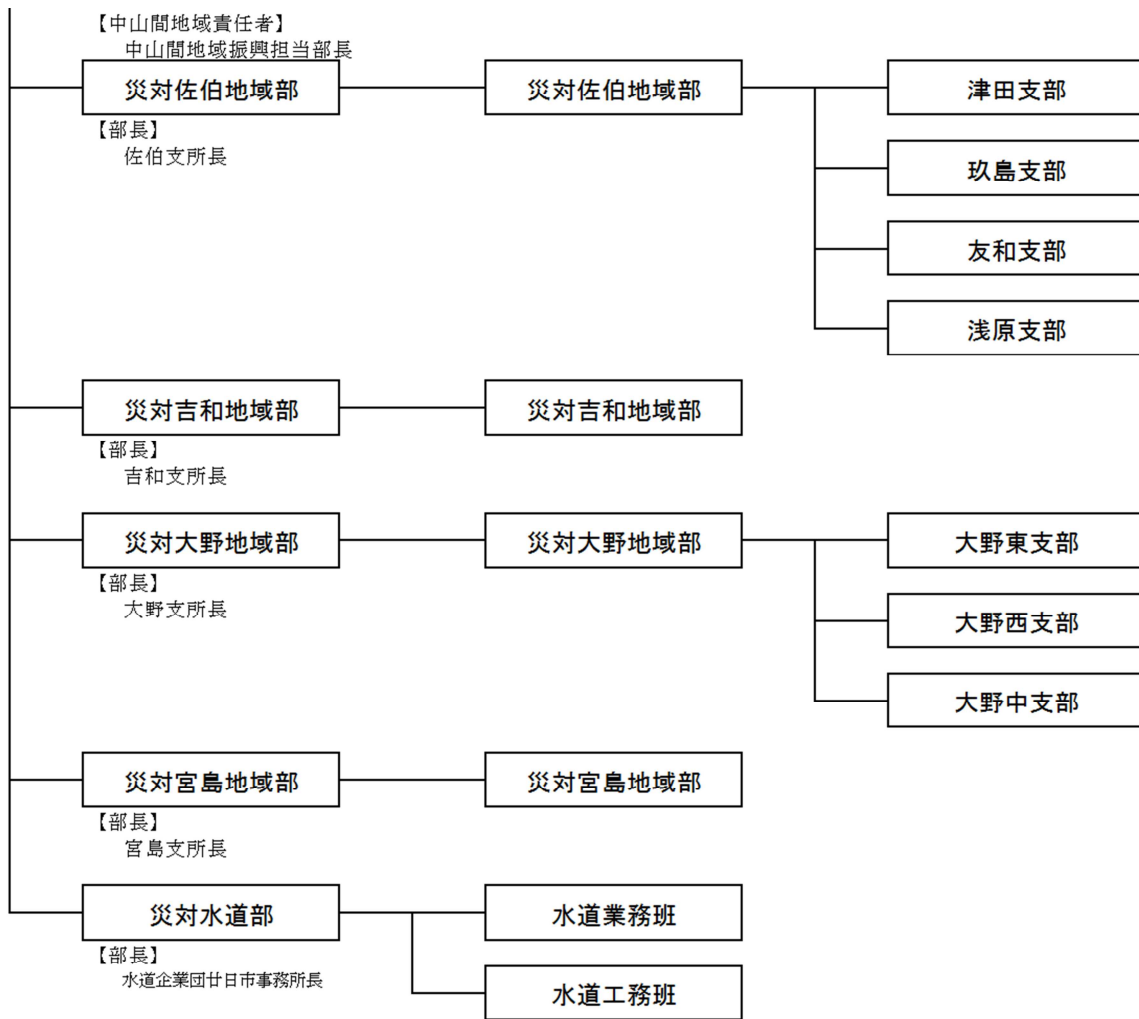 【中山間地域責任者】
中山間地域振興担当部長
災対佐伯地域部
災対佐伯地域部
津田支部
【部長】
佐伯支所長
玖島支部
友和支部
浅原支部
災対吉和地域部
災対吉和地域部
【部長】
吉和支所長
災対大野地域部
災対大野地域部
大野東支部
【部長】
大野支所長
大野西支部
大野中支部
災対宮島地域部
災対宮島地域部
【部長】
宮島支所長
災対水道部
水道業務班
【部長】
水道企業団廿日市事務所長
水道工務班